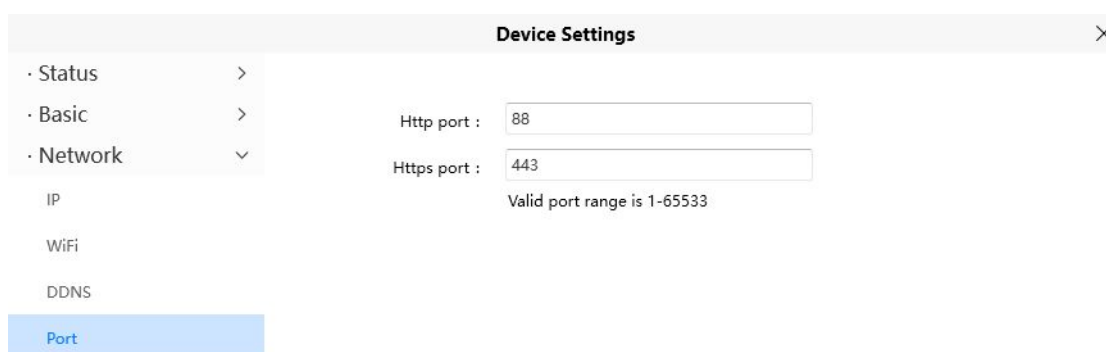 Device Settings
· Status
· Basic
· Network
IP
WiFi
DDNS
Port
Http port : 88
Https port : 443
Valid port range is 1-65533